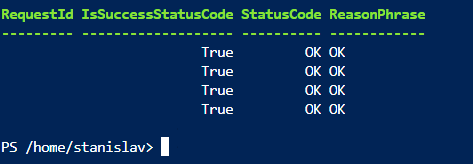 RequestId IsSuccessStatusCode StatusCode ReasonPhrase
--------- ------------------- ---------- ------------
True OK OK
True OK OK
True OK OK
True OK OK
PS /home/stanislav>